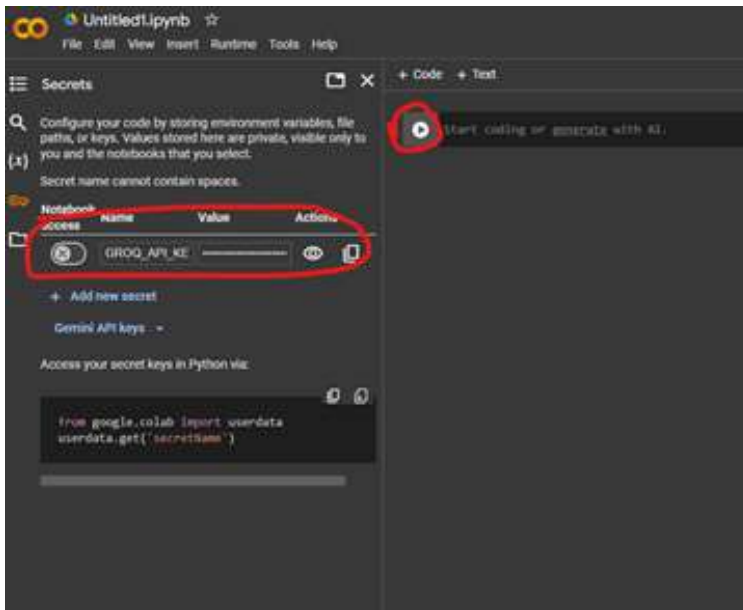 Untitled1.ipynb
File Edit View Insert Runtime Tools Help
Secrets
Configure your code by storing environment variables, file
paths, or keys. Values stored here are private, visible only to
you and the notebooks that you select.
Secret name cannot contain spaces.
Notebook
access Name Value Actions
GROQ_API_KE
+ Add new secret
Gemini API keys
Access your secret keys in Python via:
from google.colab import userdata
userdata.get('secretName')
+ Code + Text
Start coding or generate with AI.
{x}